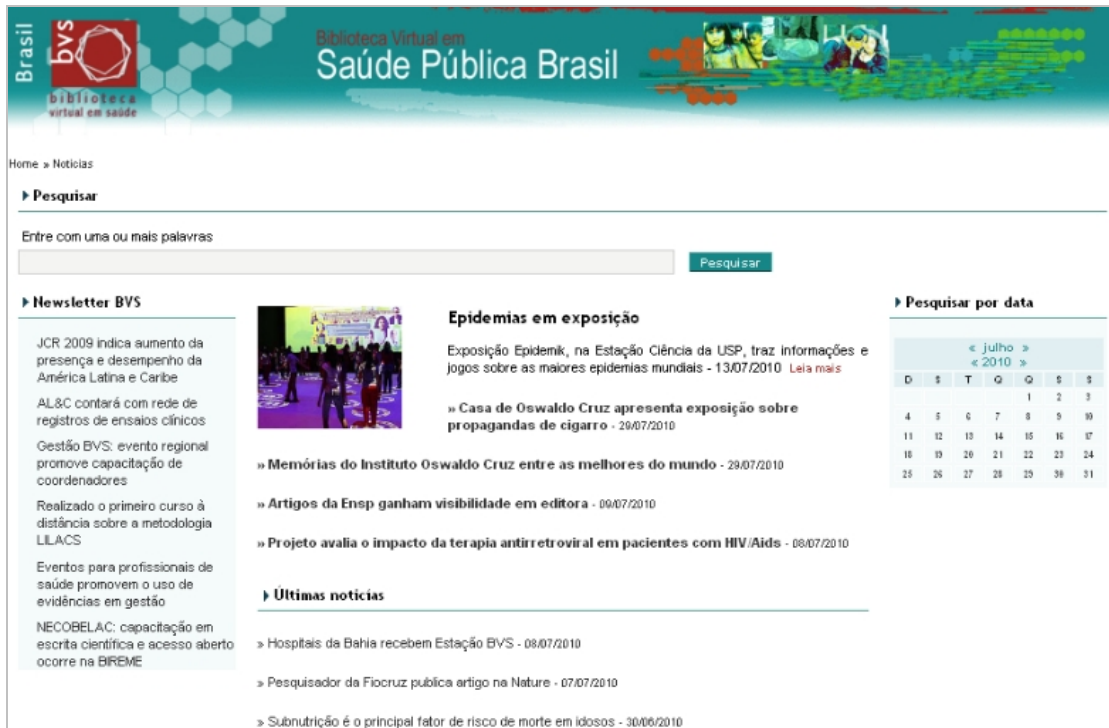 Brasil
bvs
biblioteca
virtual em saúde
Biblioteca Virtual em
Saúde Pública Brasil
Home » Noticias
Pesquisar
Entre com uma ou mais palavras
Pesquisar
Newsletter BVS
JCR 2009 indica aumento da
presença e desempenho da
América Latina e Caribe
AL&C contará com rede de
registros de ensaios clínicos
Gestão BVS: evento regional
promove capacitação de
coordenadores
Realizado o primeiro curso à
distância sobre a metodologia
LILACS
Eventos para profissionais de
saúde promovem o uso de
evidências em gestão
NECOBELAC: capacitação em
escrita científica e acesso aberto
ocorre na BIREME
Epidemias em exposição
Exposição Epidemik, na Estação Ciência da USP, traz informações e
jogos sobre as maiores epidemias mundiais - 13/07/2010 Leia mais
» Casa de Oswaldo Cruz apresenta exposição sobre
propagandas de cigarro - 29/07/2010
» Memórias do Instituto Oswaldo Cruz entre as melhores do mundo - 29/07/2010
» Artigos da Ensp ganham visibilidade em editora - 09/07/2010
» Projeto avalia o impacto da terapia antirretroviral em pacientes com HIV/Aids - 08/07/2010
Últimas notícias
» Hospitais da Bahia recebem Estação BVS - 08/07/2010
» Pesquisador da Fiocruz publica artigo na Nature - 07/07/2010
» Subnutrição é o principal fator de risco de morte em idosos - 30/06/2010
Pesquisar por data
« julho »
« 2010 »
D S T Q Q S S
1 2 3
4 5 6 7 8 9 10
11 12 13 14 15 16 17
18 19 20 21 22 23 24
25 26 27 28 29 30 31